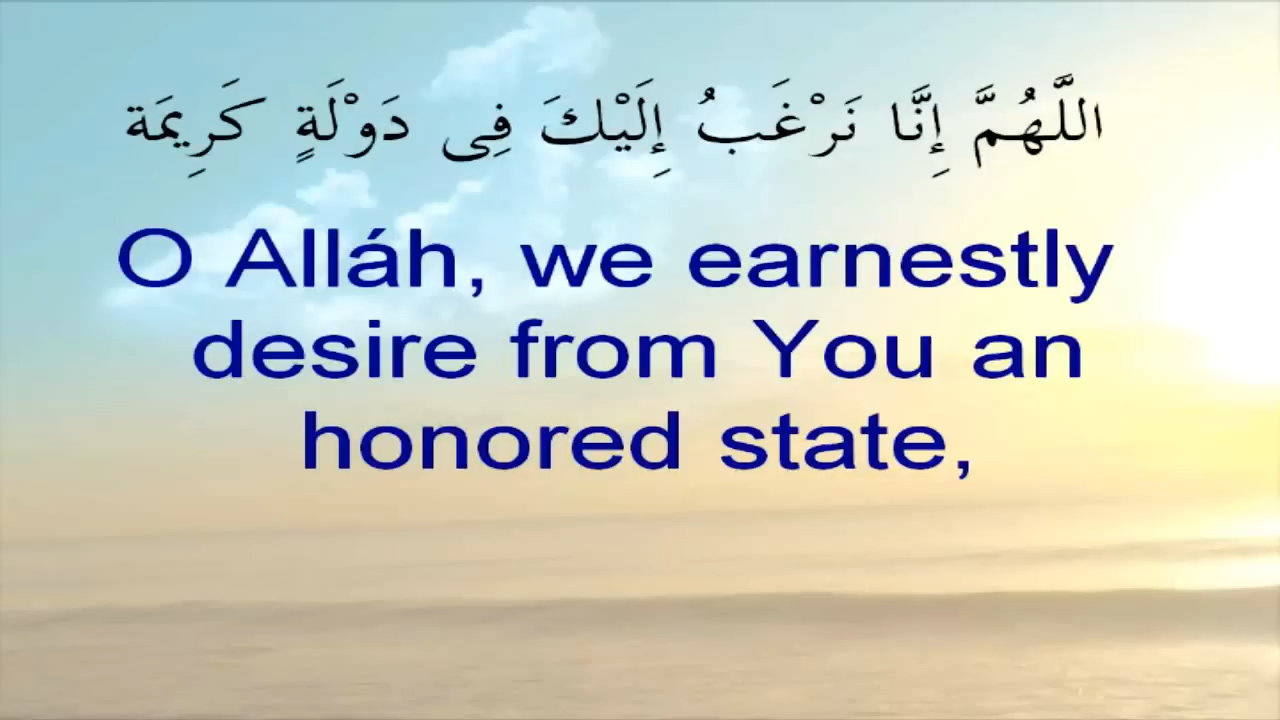 اللَّهُمَّ إِنَّا نَرْغَبُ إِلَيْكَ فِى دَوْلَةٍ كَرِيمَة
O Alláh, we earnestly
desire from You an
honored state,